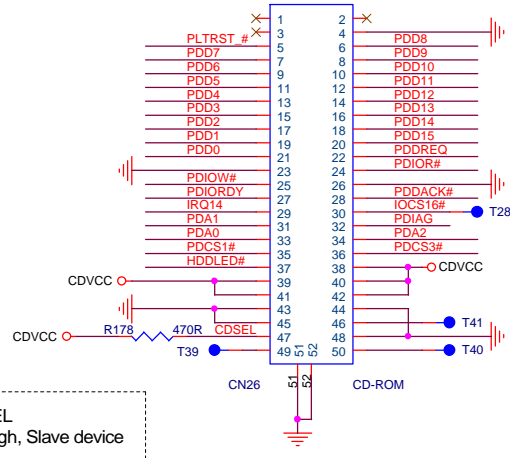 1 2
3 4
PLTRST_# 5 6 PDD8
PDD7 7 8 PDD9
PDD6 9 10 PDD10
PDD5 11 12 PDD11
PDD4 13 14 PDD12
PDD3 15 16 PDD13
PDD2 17 18 PDD14
PDD1 19 20 PDD15
PDD0 21 22 PDDREQ
23 24 PDIOR#
PDIOW# 25 26
PDIORDY 27 28 PDDACK#
IRQ14 29 30 IOCS16# T28
PDA1 31 32 PDIAG
PDA0 33 34 PDA2
PDCS1# 35 36 PDCS3#
HDDLED# 37 38 CDVCC
CDVCC 39 40
41 42
43 44
45 46 T41
CDVCC R178 470R CDSEL 47 48
T39 49 50 T40
51 52
CN26 51 52 CD-ROM
EL
gh, Slave device